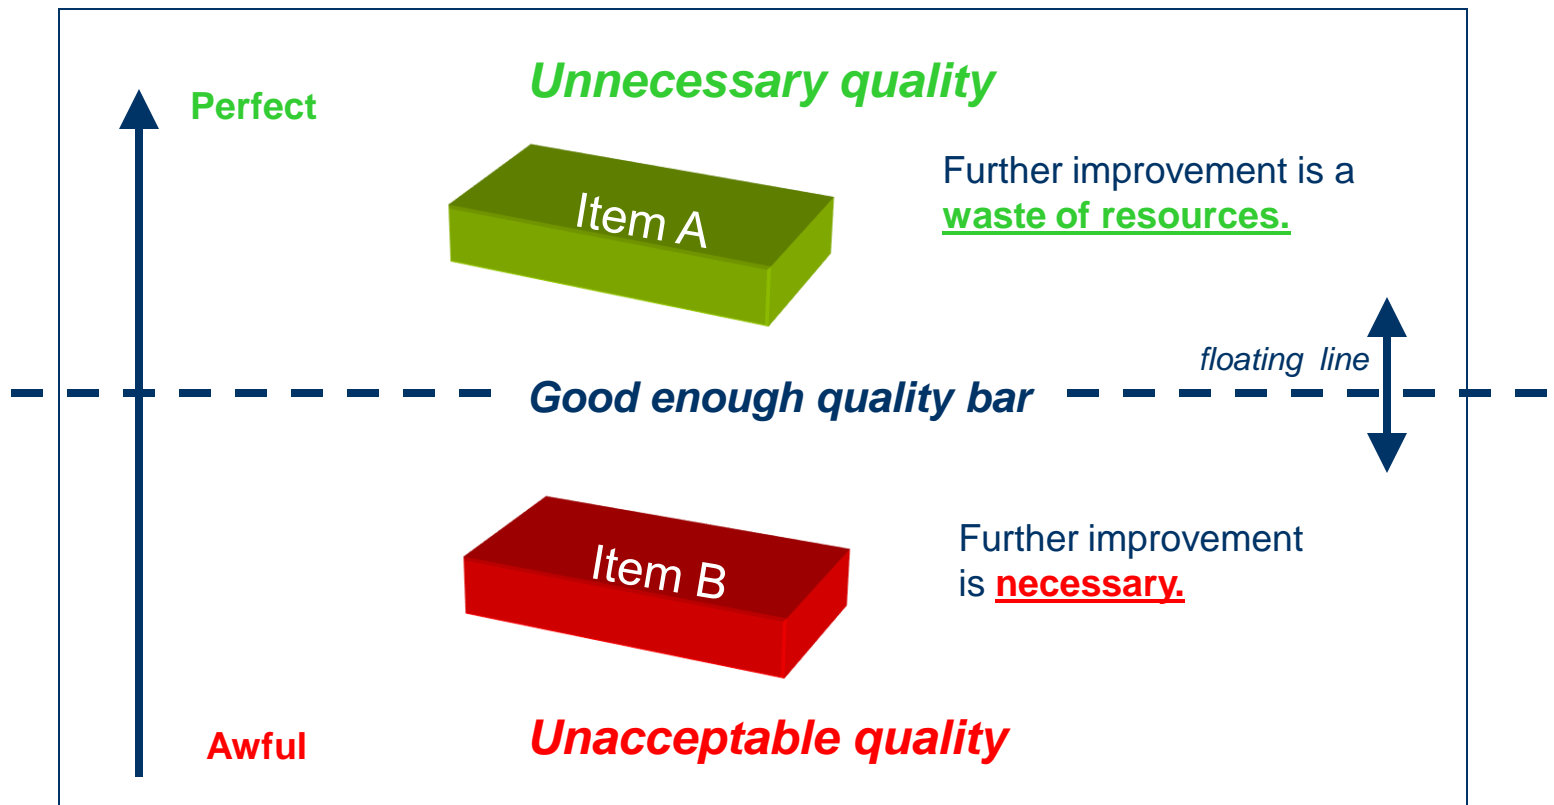 Unnecessary quality
Perfect
Further improvement is a
waste of resources.
Item A
floating line
Good enough quality bar
Further improvement
is necessary.
Item B
Unacceptable quality
Awful